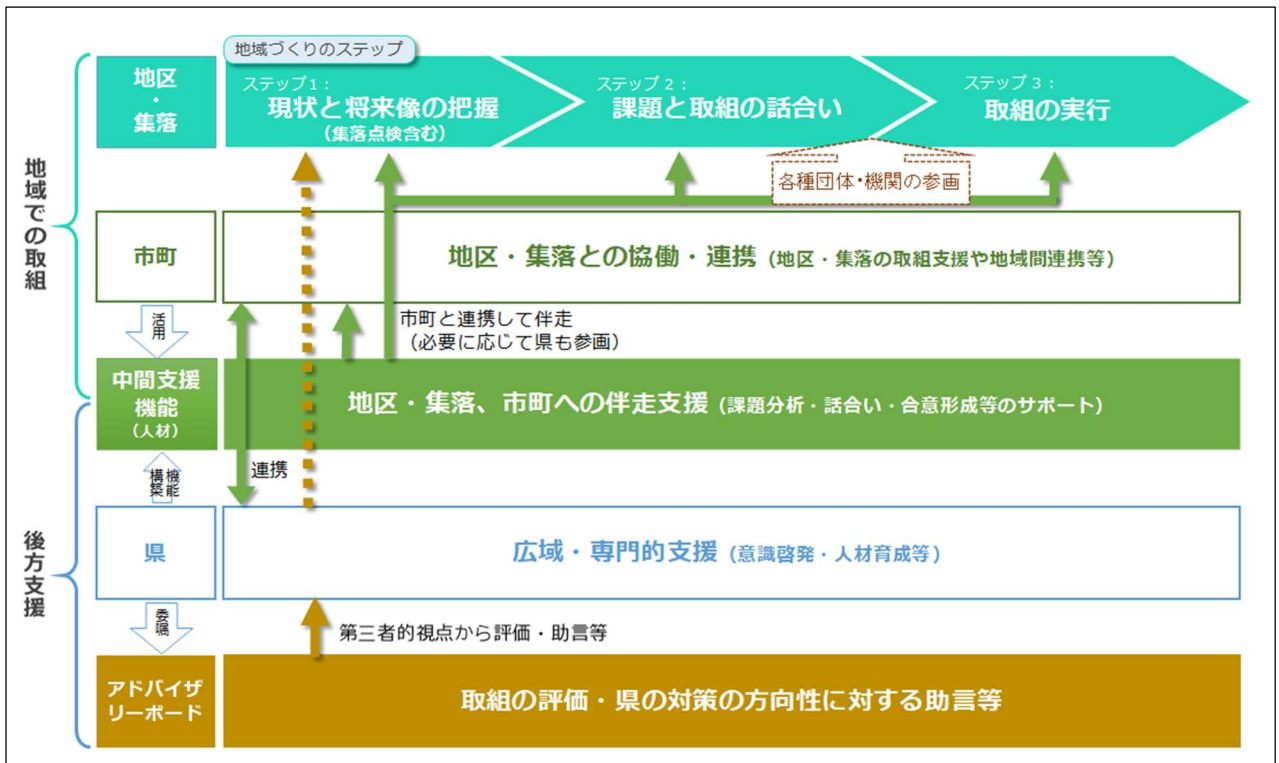 地域づくりのステップ
地域での取組
地区
・
集落
ステップ1:
現状と将来像の把握
(集落点検含む)
ステップ2:
課題と取組の話合い
ステップ3:
取組の実行
各種団体・機関の参画
市町
地区・集落との協働・連携 (地区・集落の取組支援や地域間連携等)
活用
市町と連携して伴走
(必要に応じて県も参画)
中間支援
機能
(人材)
地区・集落、市町への伴走支援 (課題分析・話合い・合意形成等のサポート)
機能
構築
連携
後方支援
県
広域・専門的支援 (意識啓発・人材育成等)
委嘱
第三者的視点から評価・助言等
アドバイザ
リーボード
取組の評価・県の対策の方向性に対する助言等